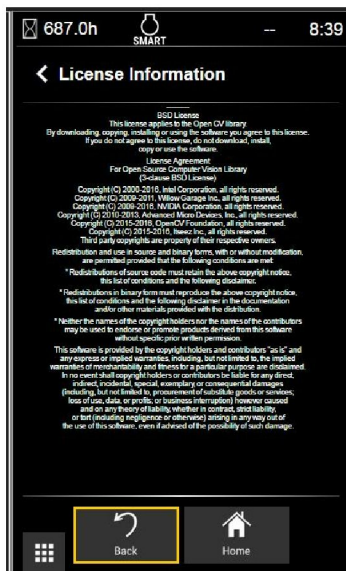 687.0h
SMART
--
8:39
License Information
BSD License
This license applies to the Open CV library.
By downloading, copying, installing or using the software you agree to this license.
If you do not agree to this license, do not download, install,
copy or use the software.
License Agreement
For Open Source Computer Vision Library
(3-clause BSD License)
Copyright (C) 2000-2016, Intel Corporation, all rights reserved.
Copyright (C) 2009-2011, Willow Garage Inc., all rights reserved.
Copyright (C) 2009-2016, NVIDIA Corporation, all rights reserved.
Copyright (C) 2010-2013, Advanced Micro Devices, Inc., all rights reserved.
Copyright (C) 2015-2016, OpenCV Foundation, all rights reserved.
Copyright (C) 2015-2016, Itseez Inc., all rights reserved.
Third party copyrights are property of their respective owners.
Redistribution and use in source and binary forms, with or without modification,
are permitted provided that the following conditions are met:
* Redistributions of source code must retain the above copyright notice,
this list of conditions and the following disclaimer.
* Redistributions in binary form must reproduce the above copyright notice,
this list of conditions and the following disclaimer in the documentation
and/or other materials provided with the distribution.
* Neither the names of the copyright holders nor the names of the contributors
may be used to endorse or promote products derived from this software
without specific prior written permission.
This software is provided by the copyright holders and contributors "as is" and
any express or implied warranties, including, but not limited to, the implied
warranties of merchantability and fitness for a particular purpose are disclaimed.
In no event shall copyright holders or contributors be liable for any direct,
indirect, incidental, special, exemplary, or consequential damages
(including, but not limited to, procurement of substitute goods or services;
loss of use, data, or profits; or business interruption) however caused
and on any theory of liability, whether in contract, strict liability,
or tort (including negligence or otherwise) arising in any way out of
the use of this software, even if advised of the possibility of such damage.
Back
Home